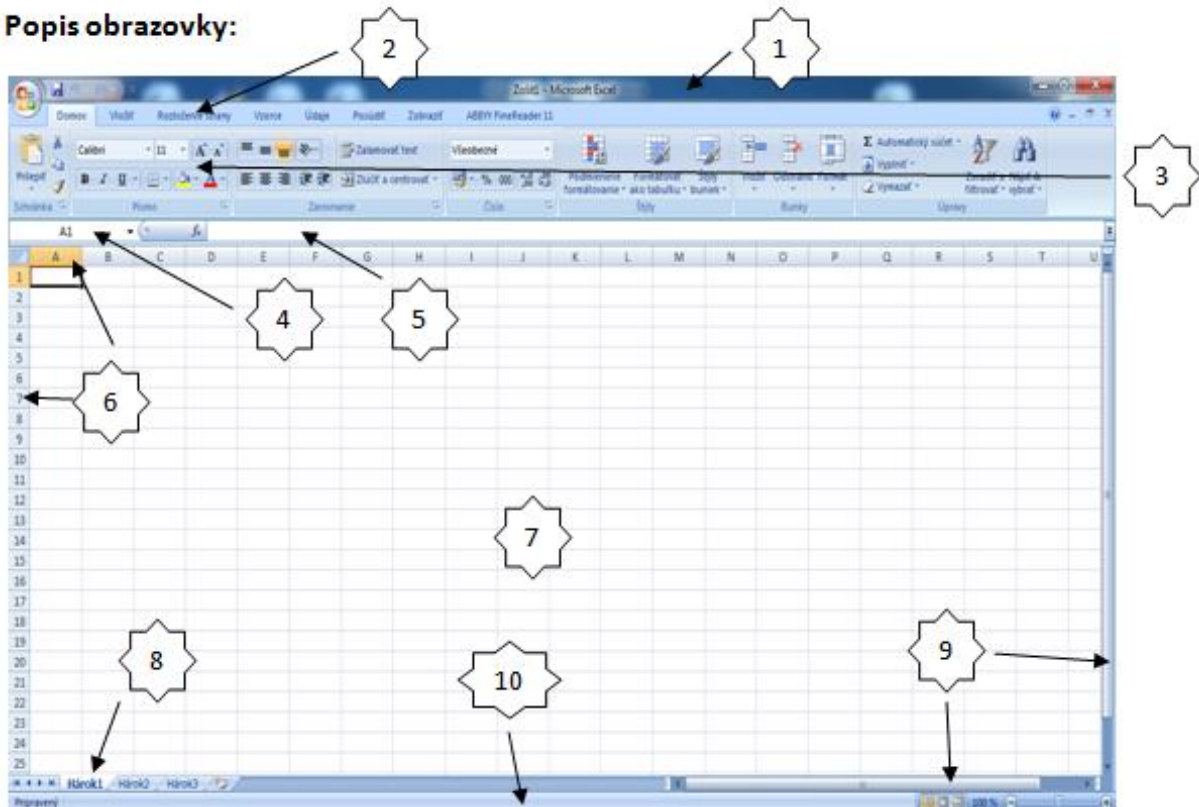 Popis obrazovky:
2
1
Zošit1 - Microsoft Excel
Domov Vložiť Rozloženie strany Vzorce Údaje Posúdiť Zobraziť ABBYY FineReader 11
Prilepiť
Calibri 11
Zalamovať text
Všeobecné
Σ Automatický súčet
Vyplniť
B I U
Zlúčiť a centrovať
% 000
Podmienené formátovanie
Formátovať ako tabuľku
Štýly buniek
Vložiť Odstrániť Formát
Vymazať
Zoradiť a filtrovať
Nájsť a vybrať
3
Schránka Písmo Zarovnanie Číslo Štýly Bunky Úpravy
A1 fx
A B C D E F G H I J K L M N O P Q R S T U
1
2
3
4
5
6
7
8
9
10
11
12
13
14
15
16
17
18
19
20
21
22
23
24
25
4
5
6
7
8
9
10
Hárok1 Hárok2 Hárok3
Pripravený
100 %